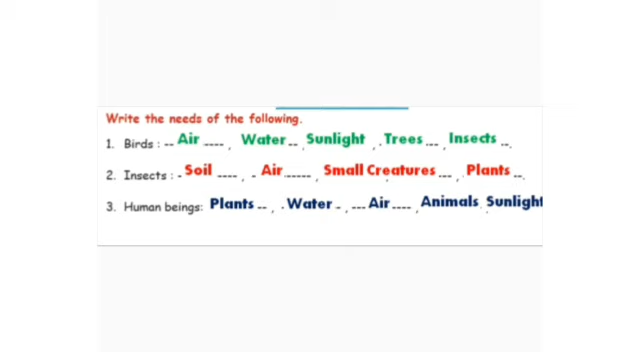 Write the needs of the following.
1. Birds : -- Air ----, Water --, Sunlight, . Trees ---, Insects --.
2. Insects : - Soil ----, - Air ------, Small Creatures ---, . Plants --.
3. Human beings: Plants --, . Water -, --- Air ----, Animals, Sunlight